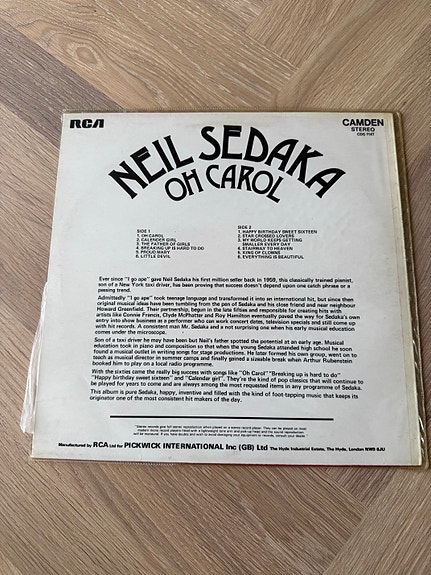 RCA
CAMDEN
STEREO
CDS 1147
NEIL SEDAKA
OH CAROL
SIDE 1
1. OH CAROL
2. CALENDER GIRL
3. THE FATHER OF GIRLS
4. BREAKING UP IS HARD TO DO
5. PROUD MARY
6. LITTLE DEVIL
SIDE 2
1. HAPPY BIRTHDAY SWEET SIXTEEN
2. STAR CROSSED LOVERS
3. MY WORLD KEEPS GETTING
SMALLER EVERY DAY
4. STAIRWAY TO HEAVEN
5. KING OF CLOWNS
6. EVERYTHING IS BEAUTIFUL
Ever since "I go ape" gave Neil Sedaka his first million seller back in 1959, this classically trained pianist,
son of a New York taxi driver, has been proving that success doesn't depend upon one catch phrase or a
passing trend.
Admittedly "I go ape" took teenage language and transformed it into an international hit, but since then
original musical ideas have been tumbling from the pen of Sedaka and his close friend and near neighbour
Howard Greenfield. Their partnership, begun in the late fifties and responsible for creating hits with
artists like Connie Francis, Clyde McPhatter and Roy Hamilton eventually paved the way for Sedaka's own
entry into show business as a performer who can work concert dates, television specials and still come up
with hit records. A consistent man Mr. Sedaka and not a surprising one when his early musical education
comes under the microscope.
Son of a taxi driver he may have been but Neil's father spotted the potential at an early age. Musical
education took in piano and composition so that when the young Sedaka attended high school he soon
found a musical outlet in writing songs for stage productions. He later formed his own group, went on to
teach as musical director in summer camps and finally gained a sizeable break when Arthur Rubenstein
booked him to play on a local radio programme.
With the sixties came the really big success with songs like "Oh Carol" "Breaking up is hard to do"
"Happy birthday sweet sixteen" and "Calendar girl". They're the kind of pop classics that will continue to
be played for years to come and are always among the most requested items in any programme of Sedaka.
This album is pure Sedaka, happy, inventive and filled with the kind of foot-tapping music that keeps its
originator one of the most consistent hit makers of the day.
Manufactured by RCA Ltd for PICKWICK INTERNATIONAL Inc (GB) Ltd The Hyde Industrial Estate, The Hyde, London NW9 6JU